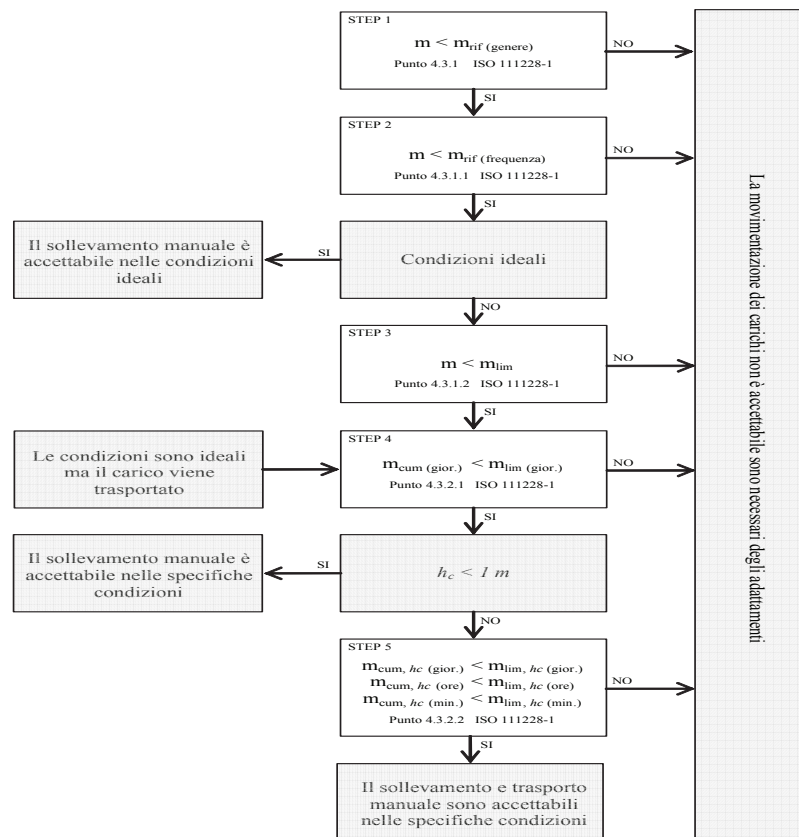 STEP 1
m < mrif (genere)
Punto 4.3.1 ISO 111228-1
NO
SI
STEP 2
m < mrif (frequenza)
Punto 4.3.1.1 ISO 111228-1
NO
SI
Il sollevamento manuale è
accettabile nelle condizioni
ideali
SI
Condizioni ideali
NO
STEP 3
m < mlim
Punto 4.3.1.2 ISO 111228-1
NO
SI
Le condizioni sono ideali
ma il carico viene
trasportato
STEP 4
mcum (gior.) < mlim (gior.)
Punto 4.3.2.1 ISO 111228-1
NO
SI
Il sollevamento manuale è
accettabile nelle specifiche
condizioni
SI
hc < 1 m
NO
STEP 5
mcum, hc (gior.) < mlim, hc (gior.)
mcum, hc (ore) < mlim, hc (ore)
mcum, hc (min.) < mlim, hc (min.)
Punto 4.3.2.2 ISO 111228-1
NO
SI
Il sollevamento e trasporto
manuale sono accettabili
nelle specifiche condizioni
La movimentazione dei carichi non è accettabile sono necessari degli adattamenti